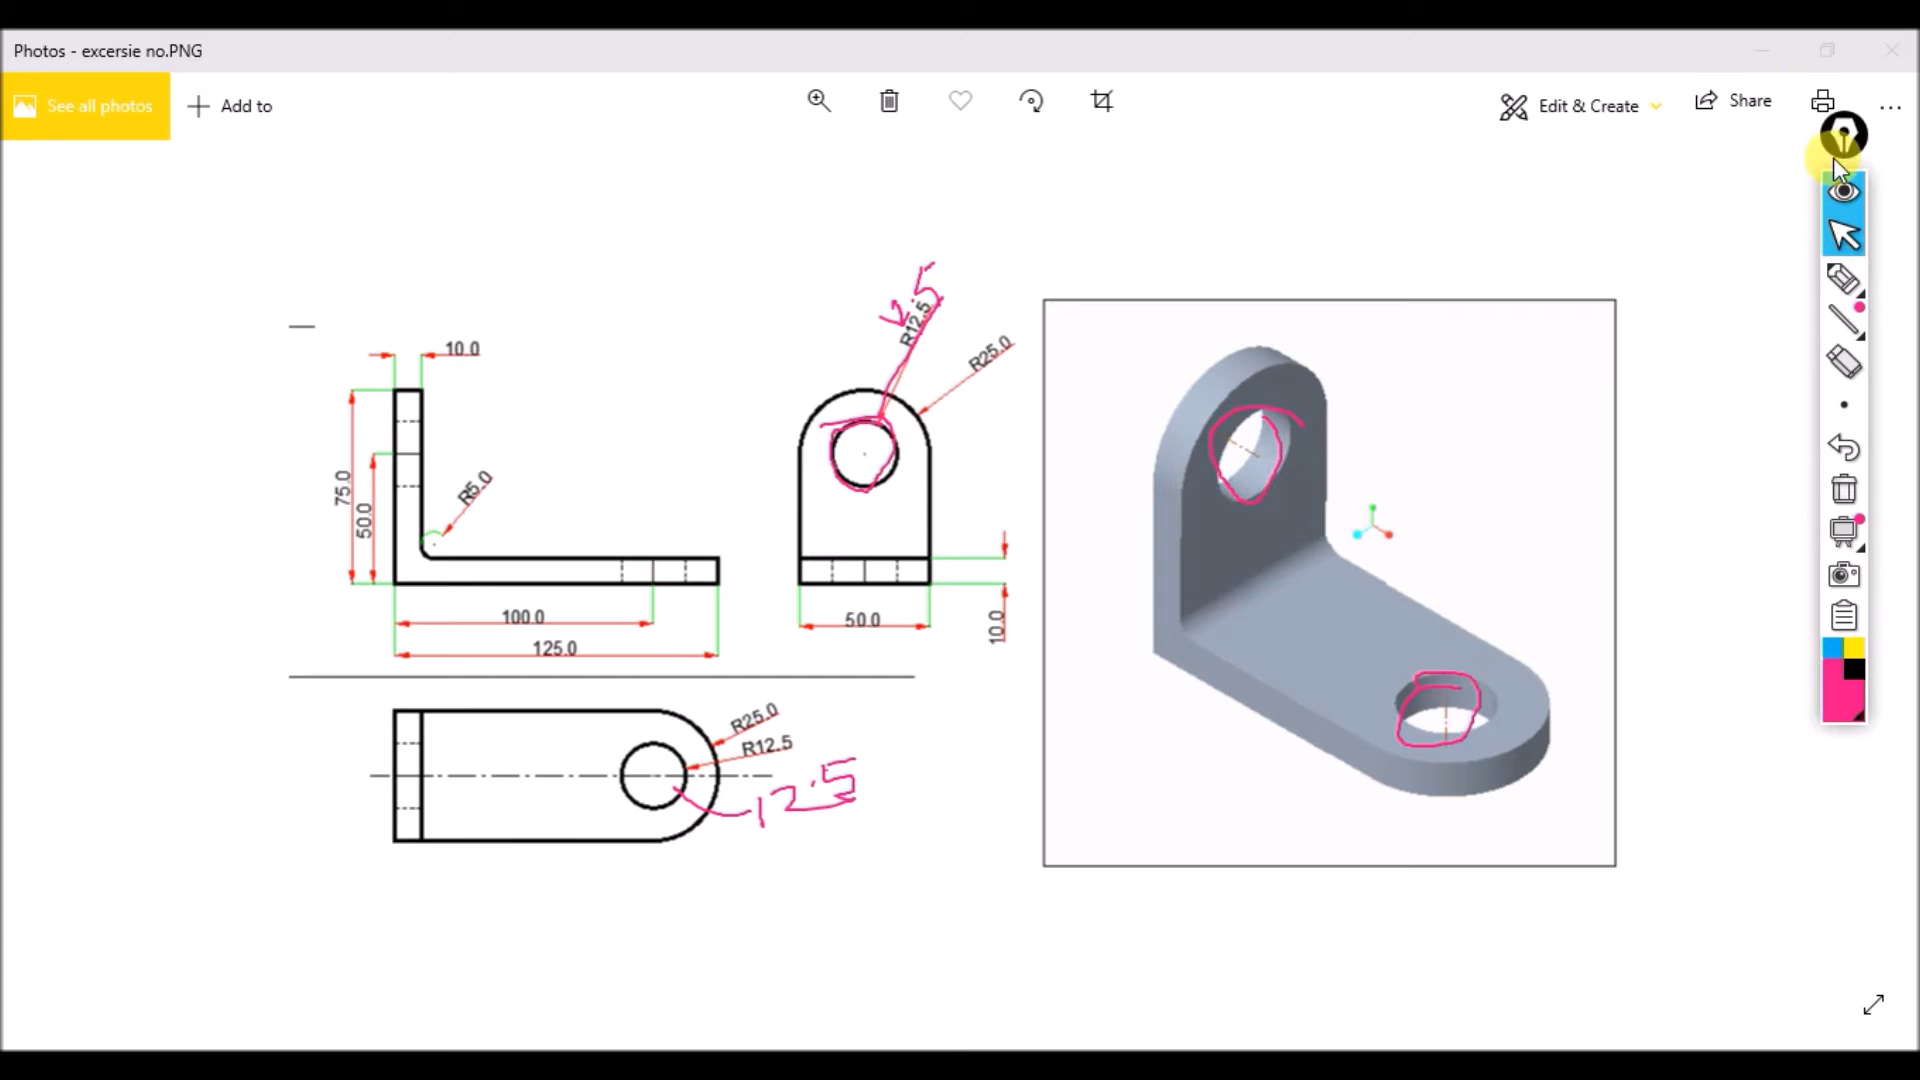 Photos - excersie no.PNG
See all photos
Add to
Edit & Create
Share
12.5
R12.5
R25.0
10.0
75.0
50.0
R5.0
100.0
125.0
50.0
10.0
R25.0
R12.5
12.5